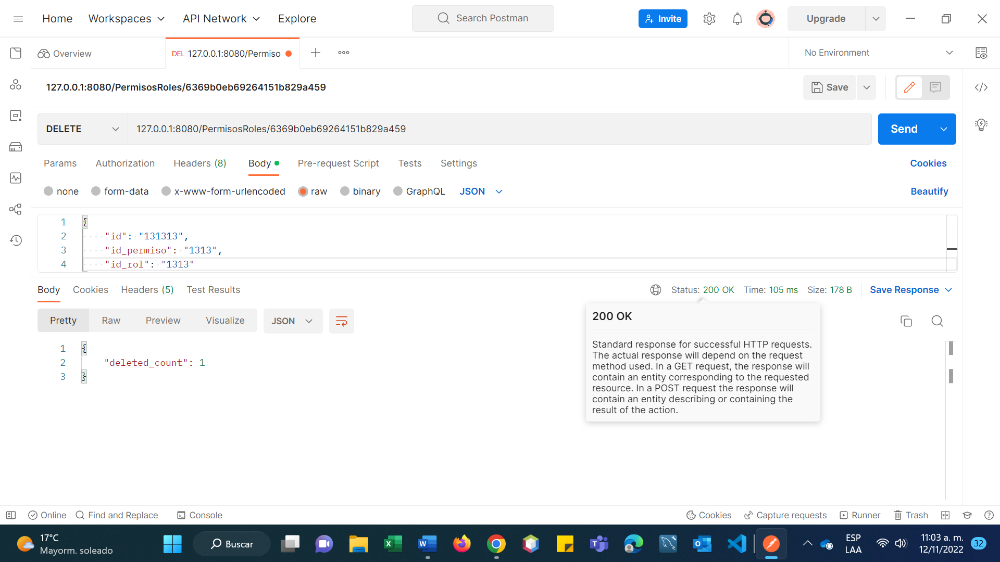 Home Workspaces API Network Explore Search Postman Invite Upgrade
Overview DEL 127.0.0.1:8080/Permiso No Environment
127.0.0.1:8080/PermisosRoles/6369b0eb69264151b829a459 Save
DELETE 127.0.0.1:8080/PermisosRoles/6369b0eb69264151b829a459 Send
Params Authorization Headers (8) Body Pre-request Script Tests Settings Cookies
none form-data x-www-form-urlencoded raw binary GraphQL JSON Beautify
1 {
2 "id": "131313",
3 "id_permiso": "1313",
4 "id_rol": "1313"
Body Cookies Headers (5) Test Results Status: 200 OK Time: 105 ms Size: 178 B Save Response
Pretty Raw Preview Visualize JSON
1 {
2 "deleted_count": 1
3 }
200 OK
Standard response for successful HTTP requests.
The actual response will depend on the request
method used. In a GET request, the response will
contain an entity corresponding to the requested
resource. In a POST request the response will
contain an entity describing or containing the
result of the action.
Online Find and Replace Console Cookies Capture requests Runner Trash
17°C
Mayorm. soleado
Buscar
ESP
LAA
11:03 a. m.
12/11/2022
32